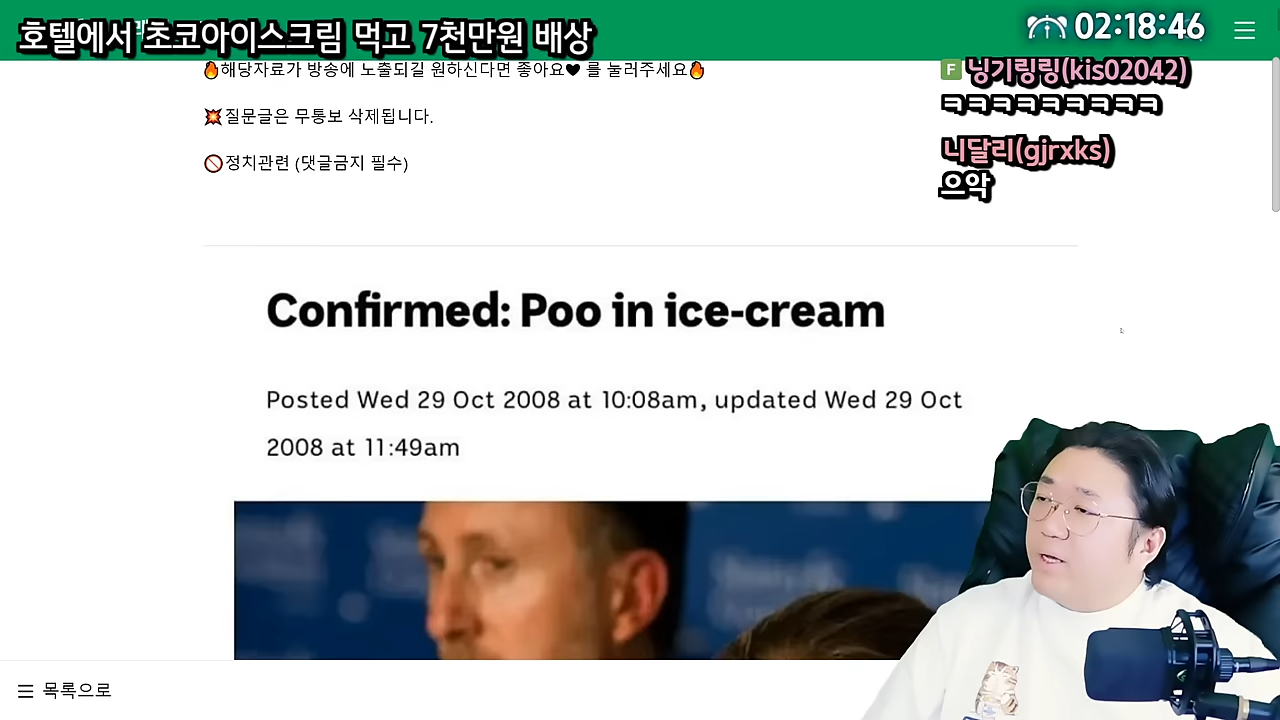 호텔에서 초코아이스크림 먹고 7천만원 배상
02:18:46
🔥해당자료가 방송에 노출되길 원하신다면 좋아요🖤 를 눌러주세요🔥
💥질문글은 무통보 삭제됩니다.
🚫정치관련 (댓글금지 필수)
F 닝기링링(kis02042)
ㅋㅋㅋㅋㅋㅋㅋㅋㅋ
니달리(gjrxks)
으악
Confirmed: Poo in ice-cream
Posted Wed 29 Oct 2008 at 10:08am, updated Wed 29 Oct
2008 at 11:49am
목록으로